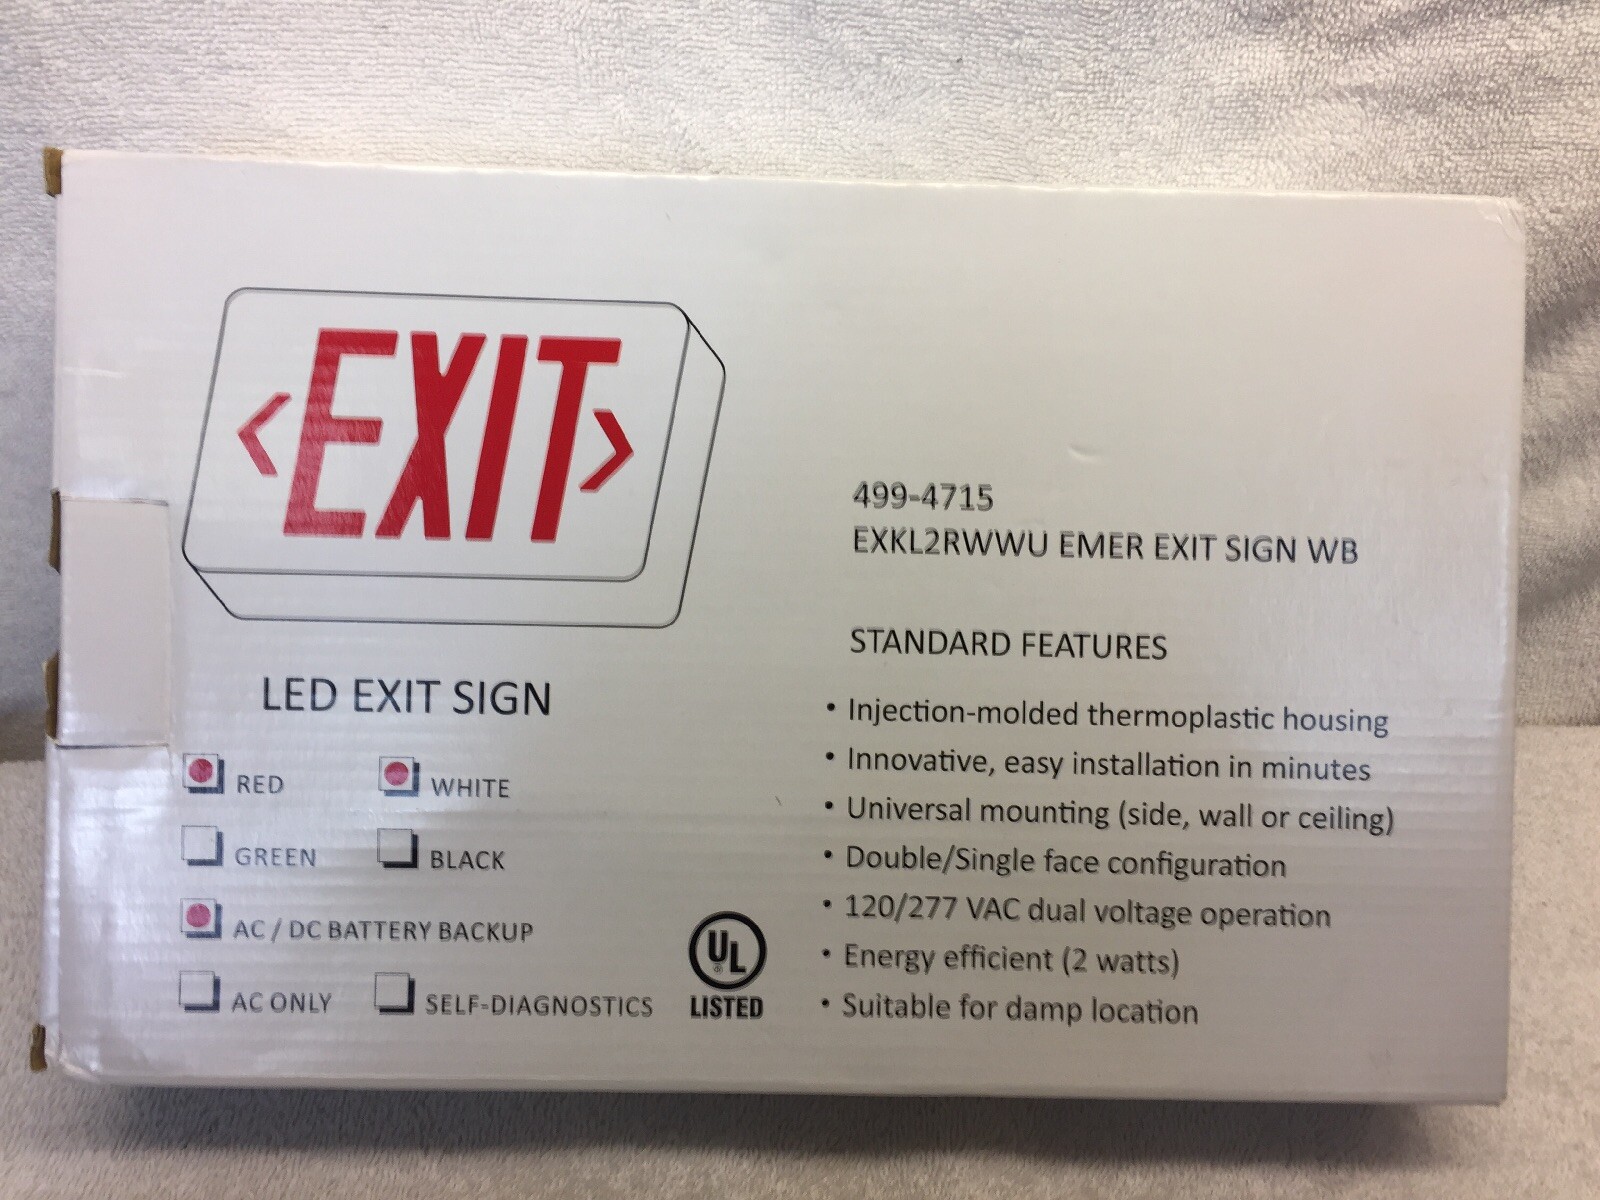 <EXIT>
LED EXIT SIGN
RED WHITE
GREEN BLACK
AC / DC BATTERY BACKUP
AC ONLY SELF-DIAGNOSTICS
UL
®
LISTED
499-4715
EXKL2RWWU EMER EXIT SIGN WB
STANDARD FEATURES
• Injection-molded thermoplastic housing
• Innovative, easy installation in minutes
• Universal mounting (side, wall or ceiling)
• Double/Single face configuration
• 120/277 VAC dual voltage operation
• Energy efficient (2 watts)
• Suitable for damp location